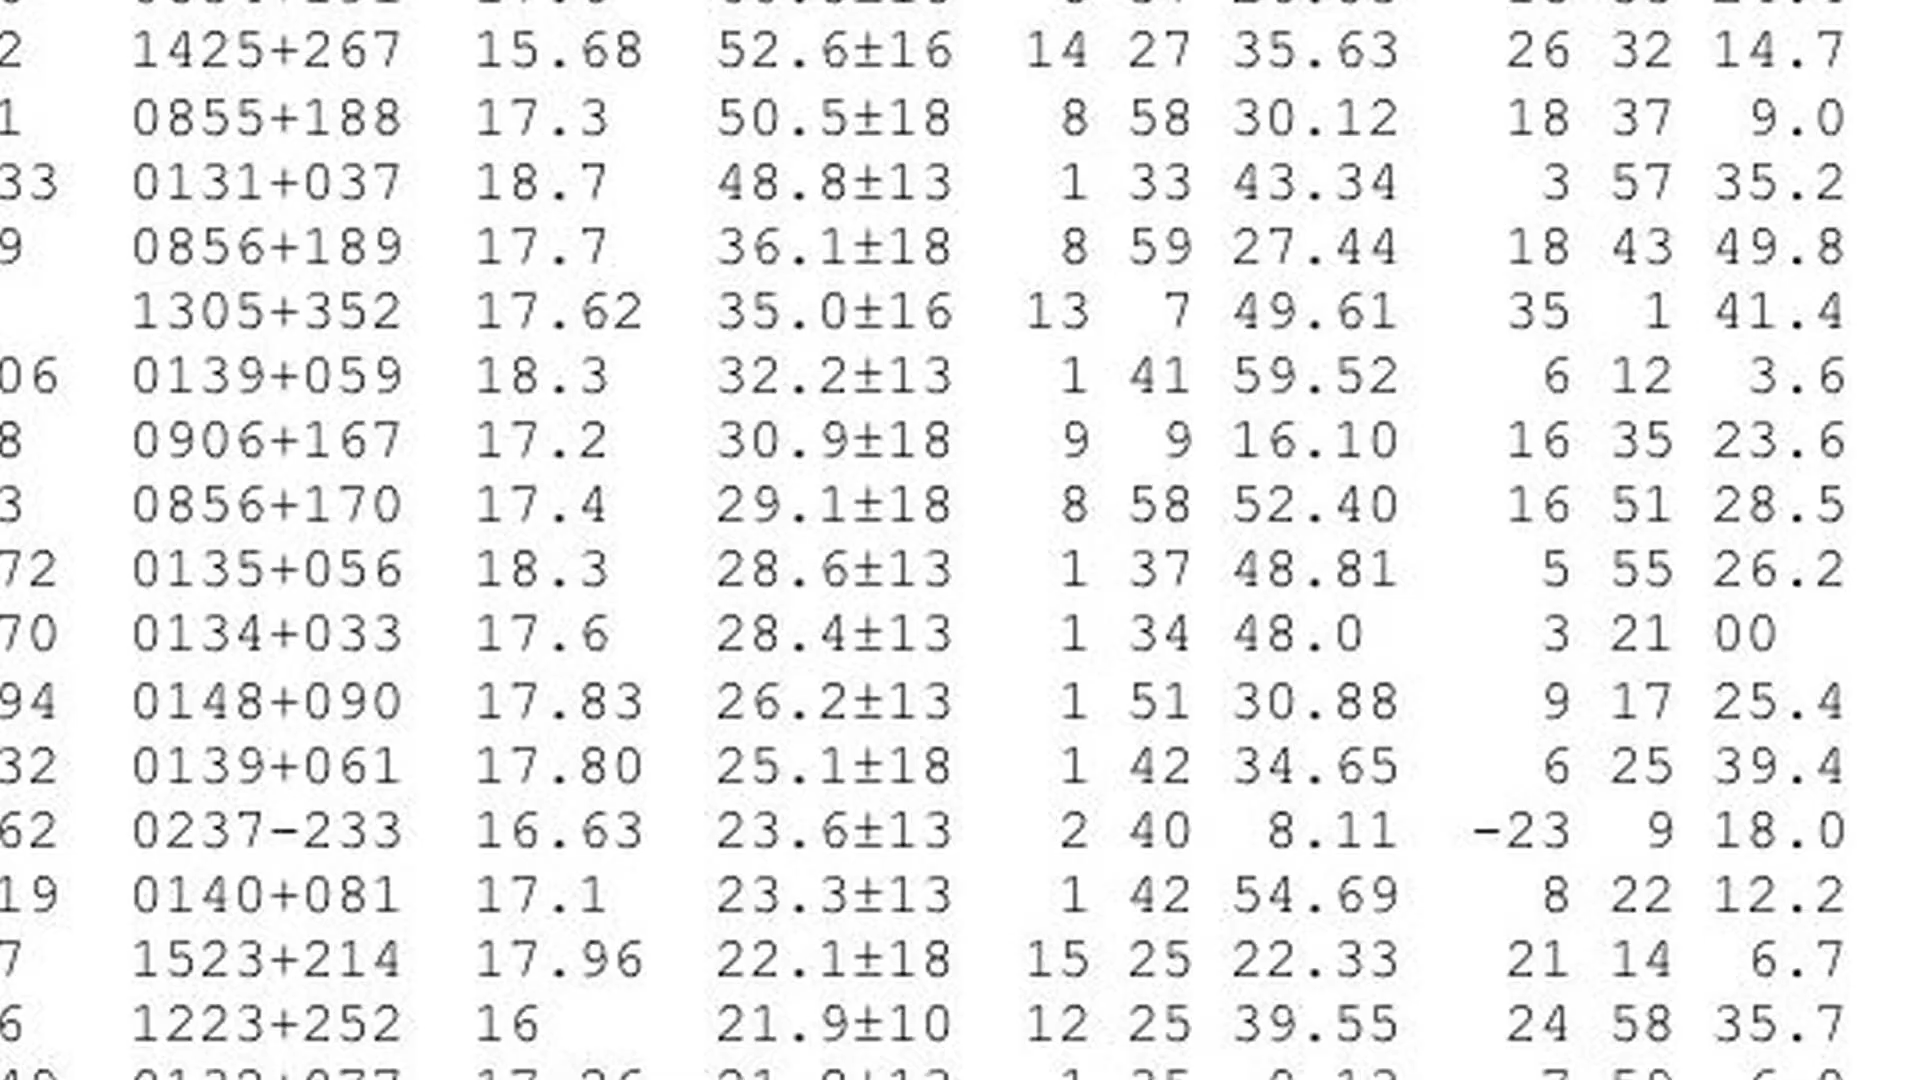 2 1425+267 15.68 52.6±16 14 27 35.63 26 32 14.7
1 0855+188 17.3 50.5±18 8 58 30.12 18 37 9.0
33 0131+037 18.7 48.8±13 1 33 43.34 3 57 35.2
9 0856+189 17.7 36.1±18 8 59 27.44 18 43 49.8
1305+352 17.62 35.0±16 13 7 49.61 35 1 41.4
06 0139+059 18.3 32.2±13 1 41 59.52 6 12 3.6
8 0906+167 17.2 30.9±18 9 9 16.10 16 35 23.6
3 0856+170 17.4 29.1±18 8 58 52.40 16 51 28.5
72 0135+056 18.3 28.6±13 1 37 48.81 5 55 26.2
70 0134+033 17.6 28.4±13 1 34 48.0 3 21 00
94 0148+090 17.83 26.2±13 1 51 30.88 9 17 25.4
32 0139+061 17.80 25.1±18 1 42 34.65 6 25 39.4
62 0237−233 16.63 23.6±13 2 40 8.11 −23 9 18.0
19 0140+081 17.1 23.3±13 1 42 54.69 8 22 12.2
7 1523+214 17.96 22.1±18 15 25 22.33 21 14 6.7
6 1223+252 16 21.9±10 12 25 39.55 24 58 35.7